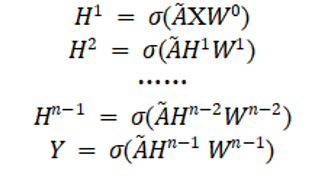 H¹ = σ(ÃXW⁰)
H² = σ(ÃH¹W¹)
……
Hⁿ⁻¹ = σ(ÃHⁿ⁻²Wⁿ⁻²)
Y = σ(ÃHⁿ⁻¹ Wⁿ⁻¹)